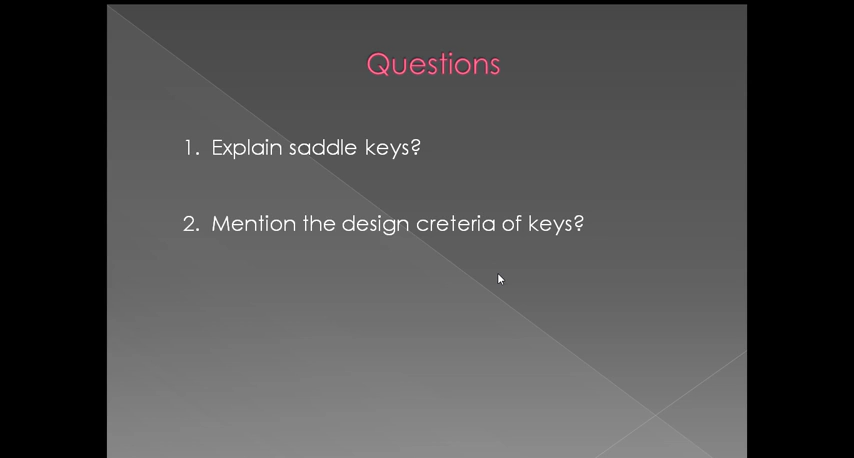 Questions
1. Explain saddle keys?
2. Mention the design creteria of keys?